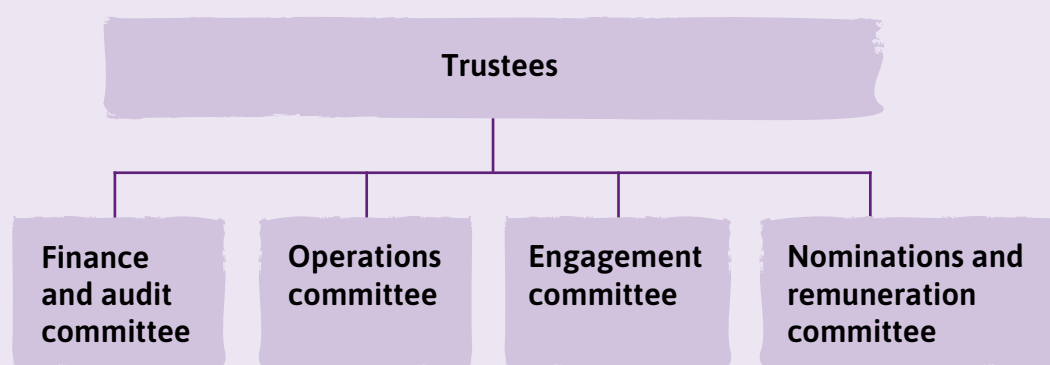 Trustees
Finance
and audit
committee
Operations
committee
Engagement
committee
Nominations and
remuneration
committee